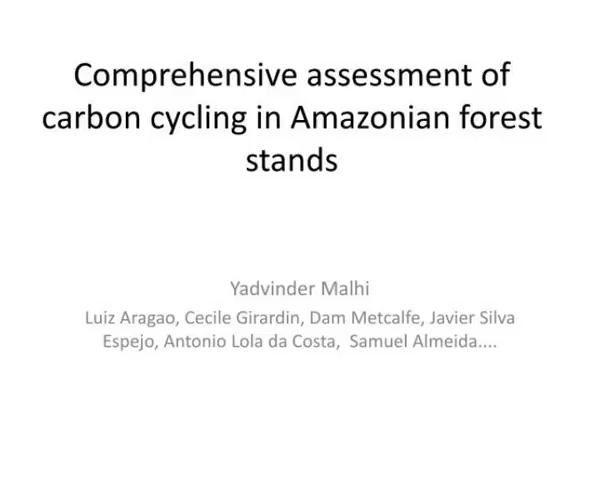 Comprehensive assessment of
carbon cycling in Amazonian forest
stands
Yadvinder Malhi
Luiz Aragao, Cecile Girardin, Dam Metcalfe, Javier Silva
Espejo, Antonio Lola da Costa,  Samuel Almeida....